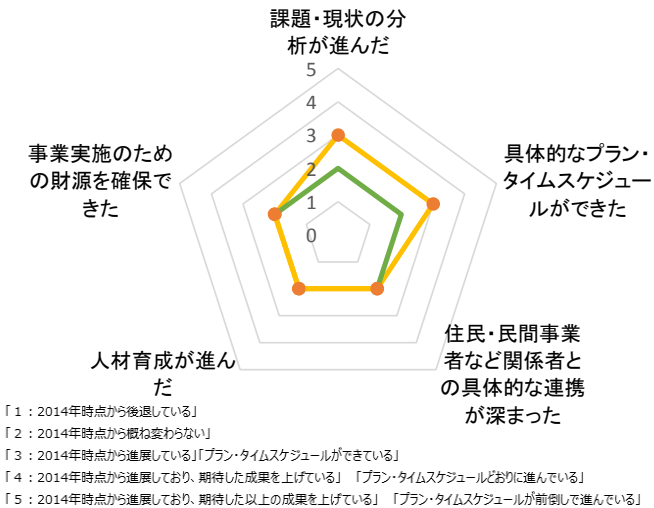 課題・現状の分
析が進んだ
5
4
3
2
1
0
具体的なプラン・
タイムスケジュー
ルができた
住民・民間事業
者など関係者と
の具体的な連携
が深まった
人材育成が進ん
だ
事業実施のため
の財源を確保で
きた
「１：2014年時点から後退している」
「２：2014年時点から概ね変わらない」
「３：2014年時点から進展している」「プラン・タイムスケジュールができている」
「４：2014年時点から進展しており、期待した成果を上げている」　「プラン・タイムスケジュールどおりに進んでいる」
「５：2014年時点から進展しており、期待した以上の成果を上げている」　「プラン・タイムスケジュールが前倒しで進んでいる」